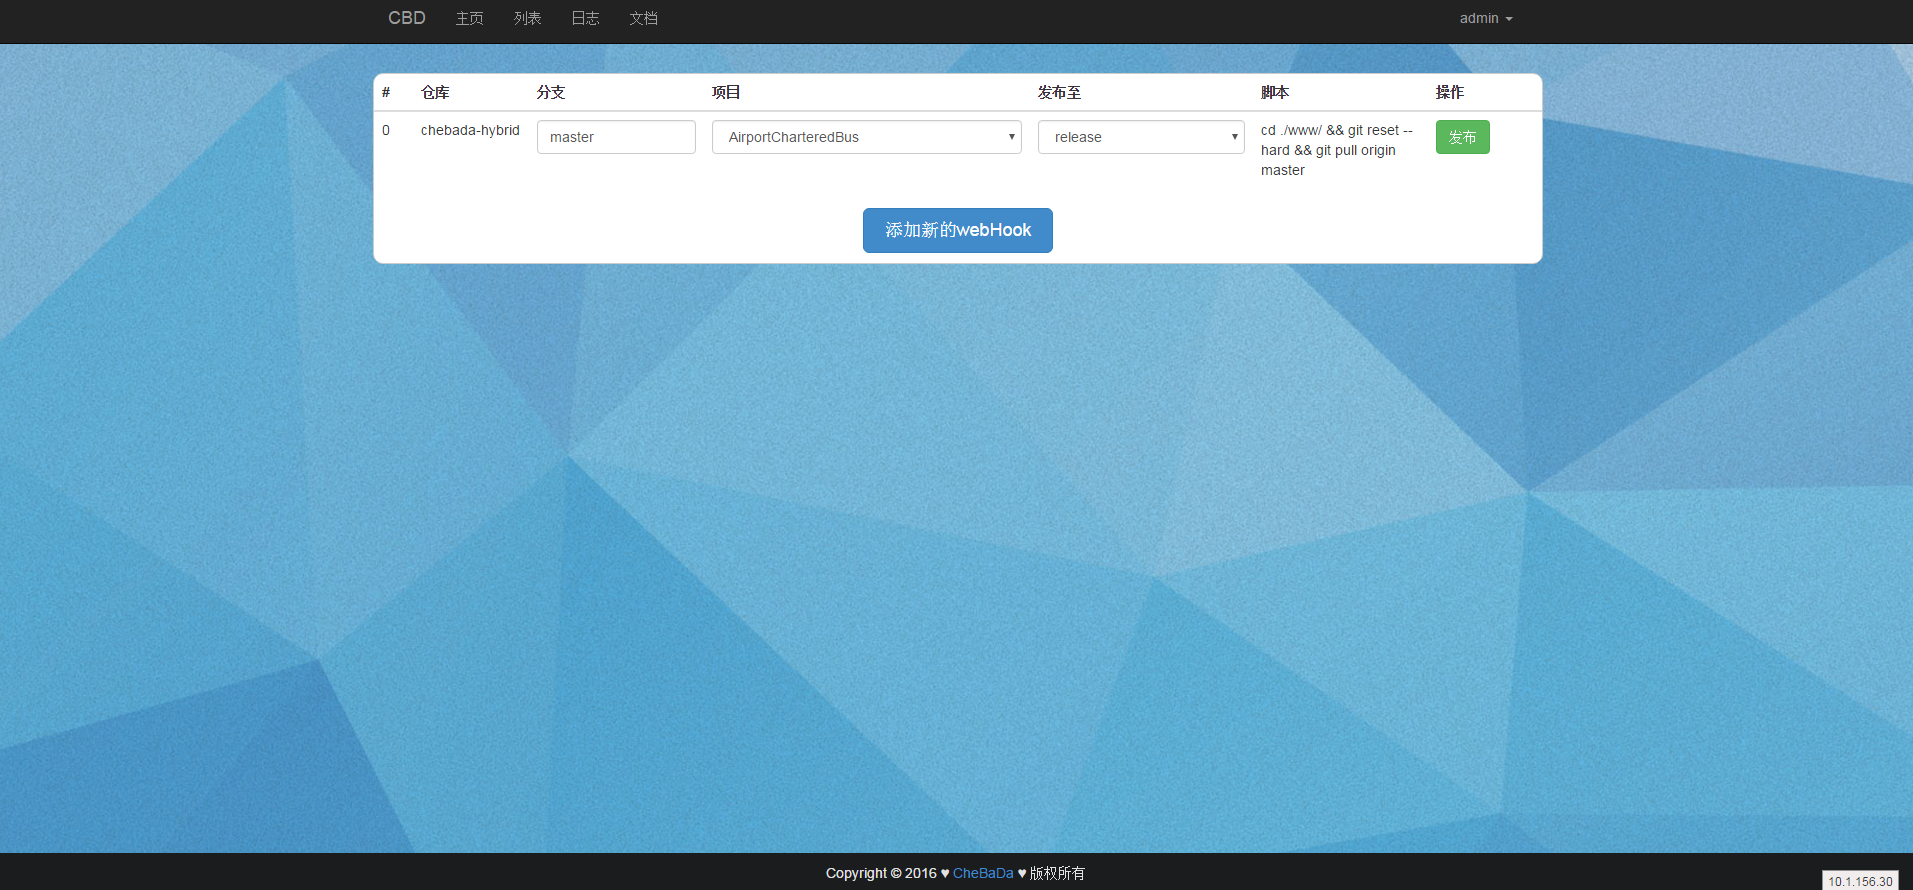 CBD 主页 列表 日志 文档 admin
# 仓库 分支 项目 发布至 脚本 操作
0 chebada-hybrid master AirportCharteredBus release cd ./www/ && git reset -- 发布
hard && git pull origin
master
添加新的webHook
Copyright © 2016 ♥ CheBaDa ♥ 版权所有
10.1.156.30